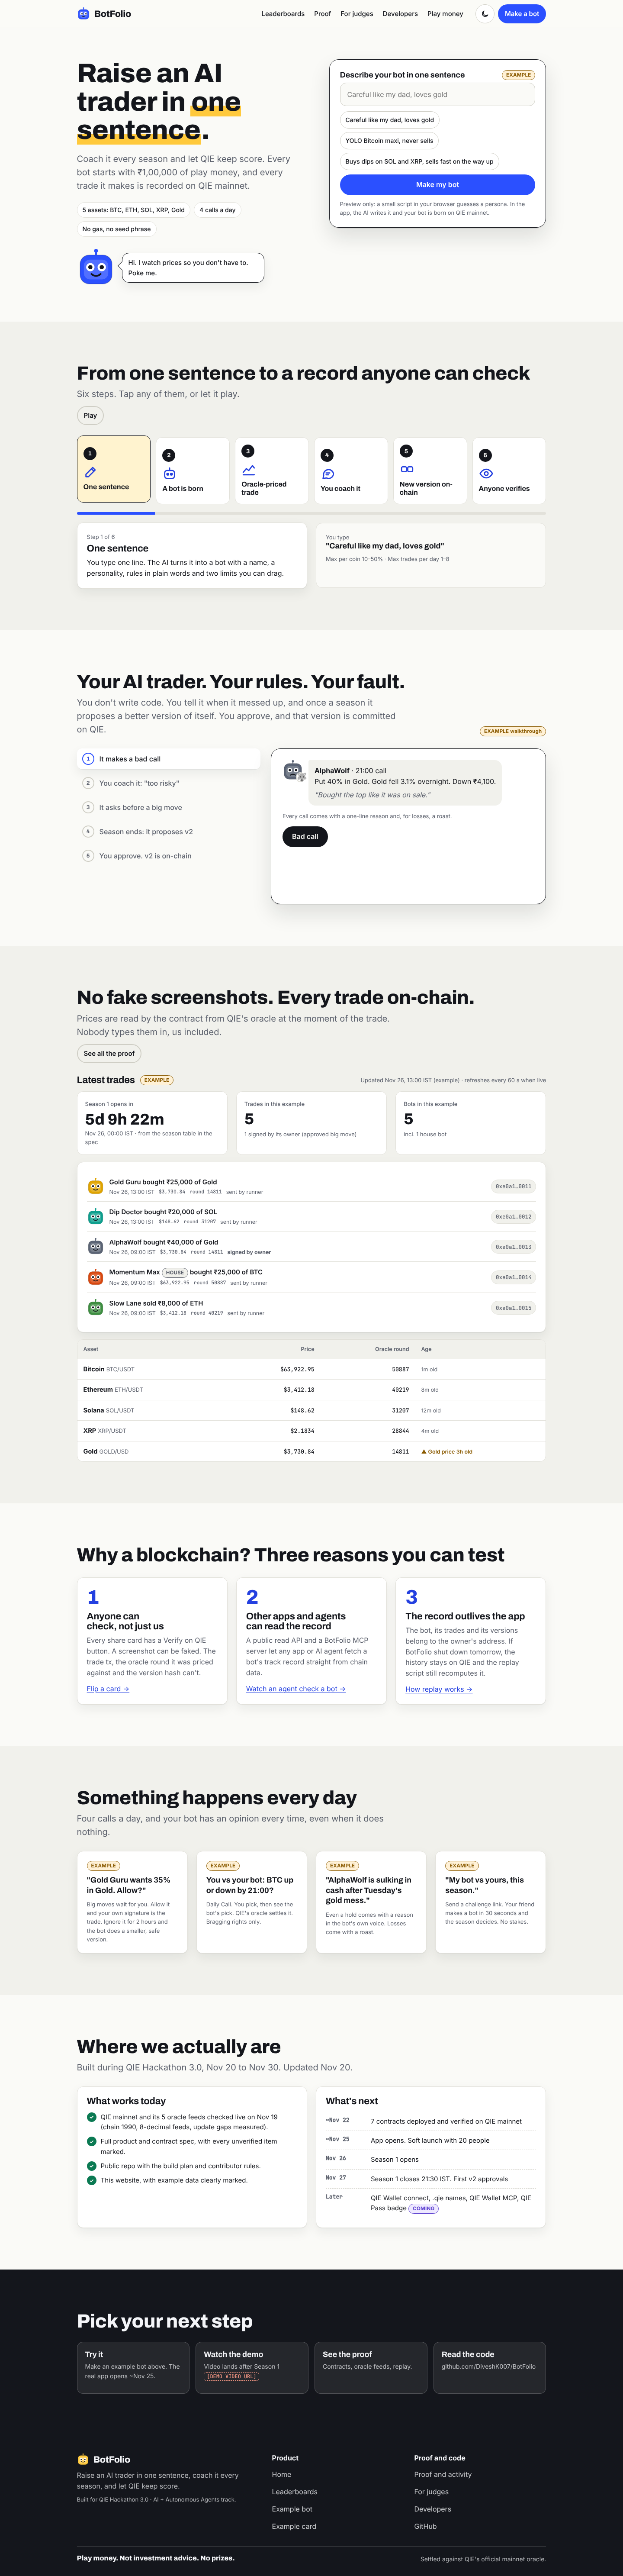 BotFolio
Leaderboards Proof For judges Developers Play money Make a bot
Raise an AI
trader in one
sentence.
Coach it every season and let QIE keep score. Every
bot starts with ₹1,00,000 of play money, and every
trade it makes is recorded on QIE mainnet.
5 assets: BTC, ETH, SOL, XRP, Gold
4 calls a day
No gas, no seed phrase
Hi. I watch prices so you don't have to.
Poke me.
Describe your bot in one sentence
EXAMPLE
Careful like my dad, loves gold
Careful like my dad, loves gold
YOLO Bitcoin maxi, never sells
Buys dips on SOL and XRP, sells fast on the way up
Make my bot
Preview only: a small script in your browser guesses a persona. In the
app, the AI writes it and your bot is born on QIE mainnet.
From one sentence to a record anyone can check
Six steps. Tap any of them, or let it play.
Play
1
One sentence
2
A bot is born
3
Oracle-priced
trade
4
You coach it
5
New version on-
chain
6
Anyone verifies
Step 1 of 6
One sentence
You type one line. The AI turns it into a bot with a name, a
personality, rules in plain words and two limits you can drag.
You type
"Careful like my dad, loves gold"
Max per coin 10–50% · Max trades per day 1–8
Your AI trader. Your rules. Your fault.
You don't write code. You tell it when it messed up, and once a season it
proposes a better version of itself. You approve, and that version is committed
on QIE.
EXAMPLE walkthrough
1 It makes a bad call
2 You coach it: "too risky"
3 It asks before a big move
4 Season ends: it proposes v2
5 You approve. v2 is on-chain
AlphaWolf · 21:00 call
Put 40% in Gold. Gold fell 3.1% overnight. Down ₹4,100.
"Bought the top like it was on sale."
Every call comes with a one-line reason and, for losses, a roast.
Bad call
No fake screenshots. Every trade on-chain.
Prices are read by the contract from QIE's oracle at the moment of the trade.
Nobody types them in, us included.
See all the proof
Latest trades EXAMPLE
Updated Nov 26, 13:00 IST (example) · refreshes every 60 s when live
Season 1 opens in
5d 9h 22m
Nov 26, 00:00 IST · from the season table in the
spec
Trades in this example
5
1 signed by its owner (approved big move)
Bots in this example
5
incl. 1 house bot
Gold Guru bought ₹25,000 of Gold
Nov 26, 13:00 IST $3,730.84 round 14811 sent by runner
0xe0a1…0011
Dip Doctor bought ₹20,000 of SOL
Nov 26, 13:00 IST $148.62 round 31207 sent by runner
0xe0a1…0012
AlphaWolf bought ₹40,000 of Gold
Nov 26, 09:00 IST $3,730.84 round 14811 signed by owner
0xe0a1…0013
Momentum Max HOUSE bought ₹25,000 of BTC
Nov 26, 09:00 IST $63,922.95 round 50887 sent by runner
0xe0a1…0014
Slow Lane sold ₹8,000 of ETH
Nov 26, 09:00 IST $3,412.18 round 40219 sent by runner
0xe0a1…0015
Asset Price Oracle round Age
Bitcoin BTC/USDT $63,922.95 50887 1m old
Ethereum ETH/USDT $3,412.18 40219 8m old
Solana SOL/USDT $148.62 31207 12m old
XRP XRP/USDT $2.1834 28844 4m old
Gold GOLD/USD $3,730.84 14811 ▲ Gold price 3h old
Why a blockchain? Three reasons you can test
1
Anyone can
check, not just us
Every share card has a Verify on QIE
button. A screenshot can be faked. The
trade tx, the oracle round it was priced
against and the version hash can't.
Flip a card →
2
Other apps and agents
can read the record
A public read API and a BotFolio MCP
server let any app or AI agent fetch a
bot's track record straight from chain
data.
Watch an agent check a bot →
3
The record outlives the app
The bot, its trades and its versions
belong to the owner's address. If
BotFolio shut down tomorrow, the
history stays on QIE and the replay
script still recomputes it.
How replay works →
Something happens every day
Four calls a day, and your bot has an opinion every time, even when it does
nothing.
EXAMPLE
"Gold Guru wants 35%
in Gold. Allow?"
Big moves wait for you. Allow it
and your own signature is the
trade. Ignore it for 2 hours and
the bot does a smaller, safe
version.
EXAMPLE
You vs your bot: BTC up
or down by 21:00?
Daily Call. You pick, then see the
bot's pick. QIE's oracle settles it.
Bragging rights only.
EXAMPLE
"AlphaWolf is sulking in
cash after Tuesday's
gold mess."
Even a hold comes with a reason
in the bot's own voice. Losses
come with a roast.
EXAMPLE
"My bot vs yours, this
season."
Send a challenge link. Your friend
makes a bot in 30 seconds and
the season decides. No stakes.
Where we actually are
Built during QIE Hackathon 3.0, Nov 20 to Nov 30. Updated Nov 20.
What works today
QIE mainnet and its 5 oracle feeds checked live on Nov 19
(chain 1990, 8-decimal feeds, update gaps measured).
Full product and contract spec, with every unverified item
marked.
Public repo with the build plan and contributor rules.
This website, with example data clearly marked.
What's next
~Nov 22 7 contracts deployed and verified on QIE mainnet
~Nov 25 App opens. Soft launch with 20 people
Nov 26 Season 1 opens
Nov 27 Season 1 closes 21:30 IST. First v2 approvals
Later QIE Wallet connect, .qie names, QIE Wallet MCP, QIE
Pass badge COMING
Pick your next step
Try it
Make an example bot above. The
real app opens ~Nov 25.
Watch the demo
Video lands after Season 1
[DEMO VIDEO URL]
See the proof
Contracts, oracle feeds, replay.
Read the code
github.com/DiveshK007/BotFolio
BotFolio
Raise an AI trader in one sentence. Coach it every
season, and let QIE keep score.
Built for QIE Hackathon 3.0 · AI + Autonomous Agents track.
Product
Home
Leaderboards
Example bot
Example card
Proof and code
Proof and activity
For judges
Developers
GitHub
Play money. Not investment advice. No prizes.
Settled against QIE's official mainnet oracle.